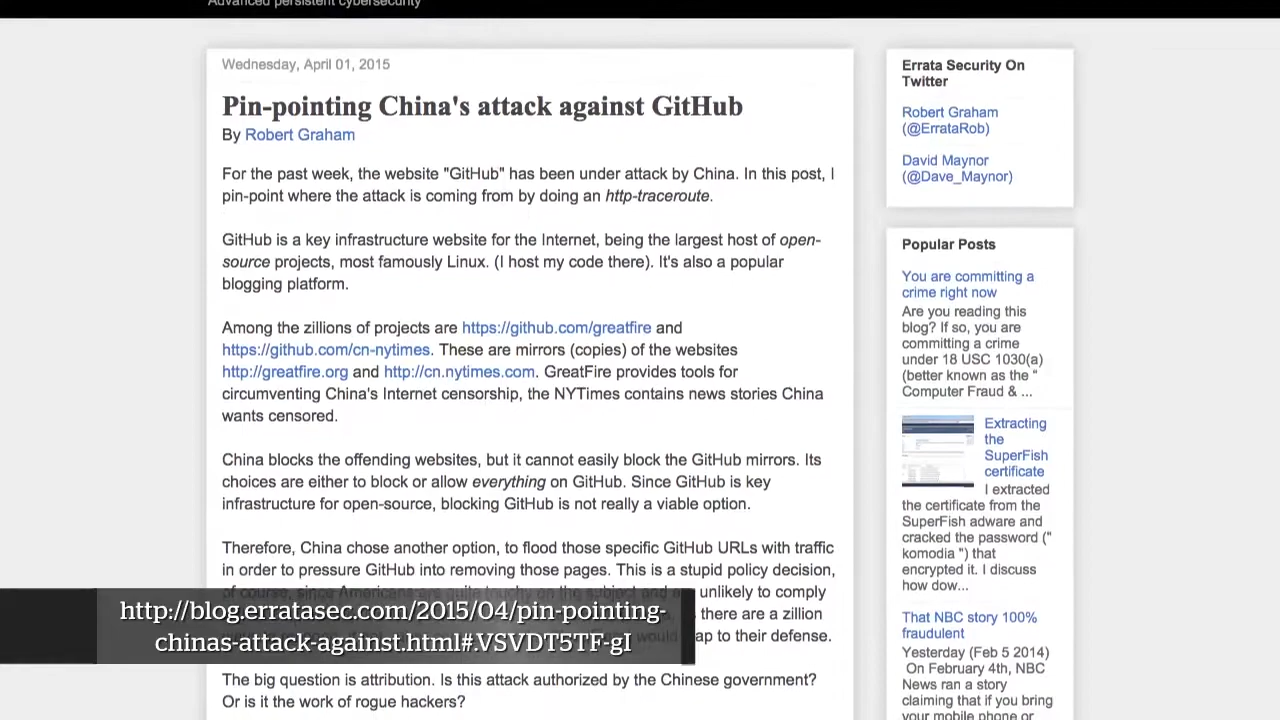 Advanced persistent cybersecurity
Wednesday, April 01, 2015
Pin-pointing China's attack against GitHub
By Robert Graham
For the past week, the website "GitHub" has been under attack by China. In this post, I
pin-point where the attack is coming from by doing an http-traceroute.
GitHub is a key infrastructure website for the Internet, being the largest host of open-
source projects, most famously Linux. (I host my code there). It's also a popular
blogging platform.
Among the zillions of projects are https://github.com/greatfire and
https://github.com/cn-nytimes. These are mirrors (copies) of the websites
http://greatfire.org and http://cn.nytimes.com. GreatFire provides tools for
circumventing China's Internet censorship, the NYTimes contains news stories China
wants censored.
China blocks the offending websites, but it cannot easily block the GitHub mirrors. Its
choices are either to block or allow everything on GitHub. Since GitHub is key
infrastructure for open-source, blocking GitHub is not really a viable option.
Therefore, China chose another option, to flood those specific GitHub URLs with traffic
in order to pressure GitHub into removing those pages. This is a stupid policy decision,
of course, since Americans are quite touchy on the subject and are unlikely to comply
there are a zillion
would to their defense.
The big question is attribution. Is this attack authorized by the Chinese government?
Or is it the work of rogue hackers?
http://blog.erratasec.com/2015/04/pin-pointing-
chinas-attack-against.html#.VSVDT5TF-gI
Errata Security On
Twitter
Robert Graham
(@ErrataRob)
David Maynor
(@Dave_Maynor)
Popular Posts
You are committing a
crime right now
Are you reading this
blog? If so, you are
committing a crime
under 18 USC 1030(a)
(better known as the "
Computer Fraud & ...
Extracting
the
SuperFish
certificate
I extracted
the certificate from the
SuperFish adware and
cracked the password ("
komodia ") that
encrypted it. I discuss
how dow...
That NBC story 100%
fraudulent
Yesterday (Feb 5 2014)
On February 4th, NBC
News ran a story
claiming that if you bring
your mobile phone or